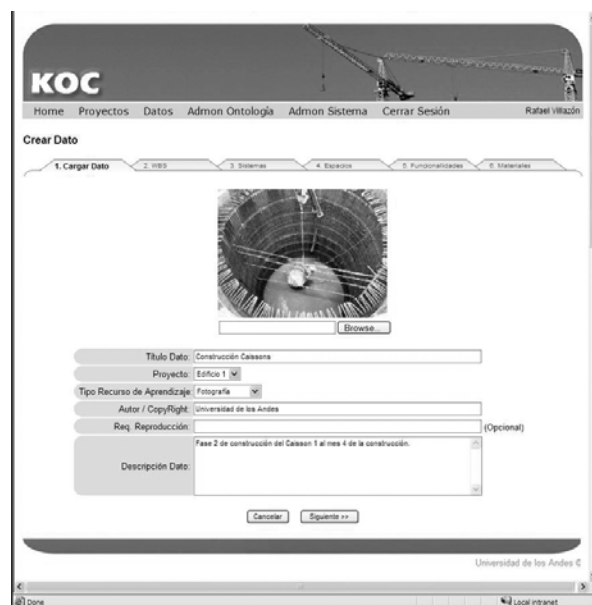 KOC
Home Proyectos Datos Admon Ontología Admon Sistema Cerrar Sesión Rafael Villazón
Crear Dato
1. Cargar Dato 2. WBS 3. Sistemas 4. Espacios 5. Funcionalidades 6. Materiales
Browse...
Título Dato: Construcción Caissons
Proyecto: Edificio 1
Tipo Recurso de Aprendizaje: Fotografía
Autor / CopyRight: Universidad de los Andes
Req. Reproducción: (Opcional)
Descripción Dato: Fase 2 de construcción del Caisson 1 al mes 4 de la construcción.
Cancelar Siguiente >>
Universidad de los Andes ©
Done Local intranet